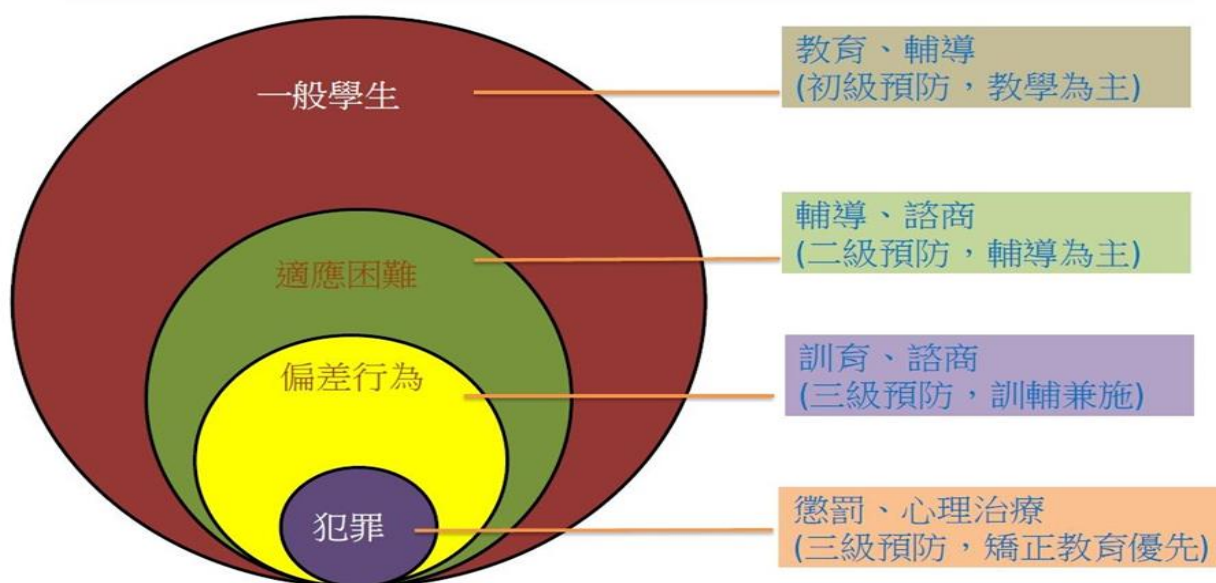 一般學生
教育、輔導
(初級預防，教學為主)
適應困難
輔導、諮商
(二級預防，輔導為主)
偏差行為
訓育、諮商
(三級預防，訓輔兼施)
犯罪
懲罰、心理治療
(三級預防，矯正教育優先)